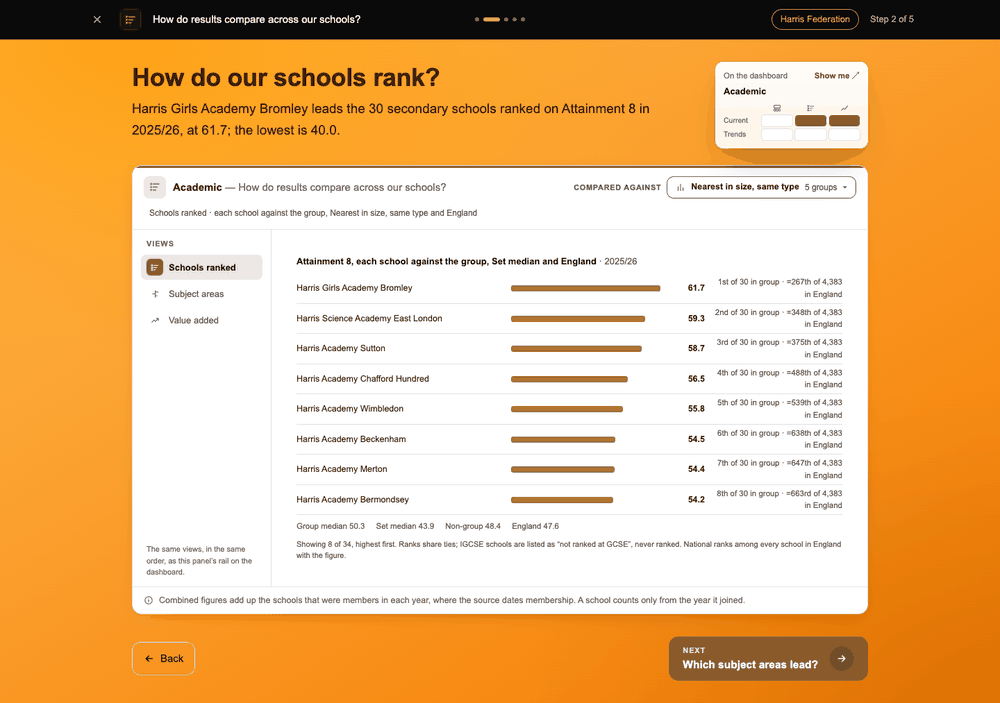 How do results compare across our schools?
Harris Federation
Step 2 of 5
How do our schools rank?
Harris Girls Academy Bromley leads the 30 secondary schools ranked on Attainment 8 in
2025/26, at 61.7; the lowest is 40.0.
On the dashboard
Show me
Academic
Current
Trends
Academic — How do results compare across our schools?
COMPARED AGAINST
Nearest in size, same type 5 groups
Schools ranked · each school against the group, Nearest in size, same type and England
VIEWS
Schools ranked
Subject areas
Value added
The same views, in the same
order, as this panel's rail on the
dashboard.
Attainment 8, each school against the group, Set median and England · 2025/26
Harris Girls Academy Bromley 61.7 1st of 30 in group · =267th of 4,383
in England
Harris Science Academy East London 59.3 2nd of 30 in group · =348th of 4,383
in England
Harris Academy Sutton 58.7 3rd of 30 in group · =375th of 4,383
in England
Harris Academy Chafford Hundred 56.5 4th of 30 in group · =488th of 4,383
in England
Harris Academy Wimbledon 55.8 5th of 30 in group · =539th of 4,383
in England
Harris Academy Beckenham 54.5 6th of 30 in group · =638th of 4,383
in England
Harris Academy Merton 54.4 7th of 30 in group · =647th of 4,383
in England
Harris Academy Bermondsey 54.2 8th of 30 in group · =663rd of 4,383
in England
Group median 50.3 Set median 43.9 Non-group 48.4 England 47.6
Showing 8 of 34, highest first. Ranks share ties; IGCSE schools are listed as “not ranked at GCSE”, never ranked. National ranks among every school in England
with the figure.
Combined figures add up the schools that were members in each year, where the source dates membership. A school counts only from the year it joined.
Back
NEXT
Which subject areas lead?